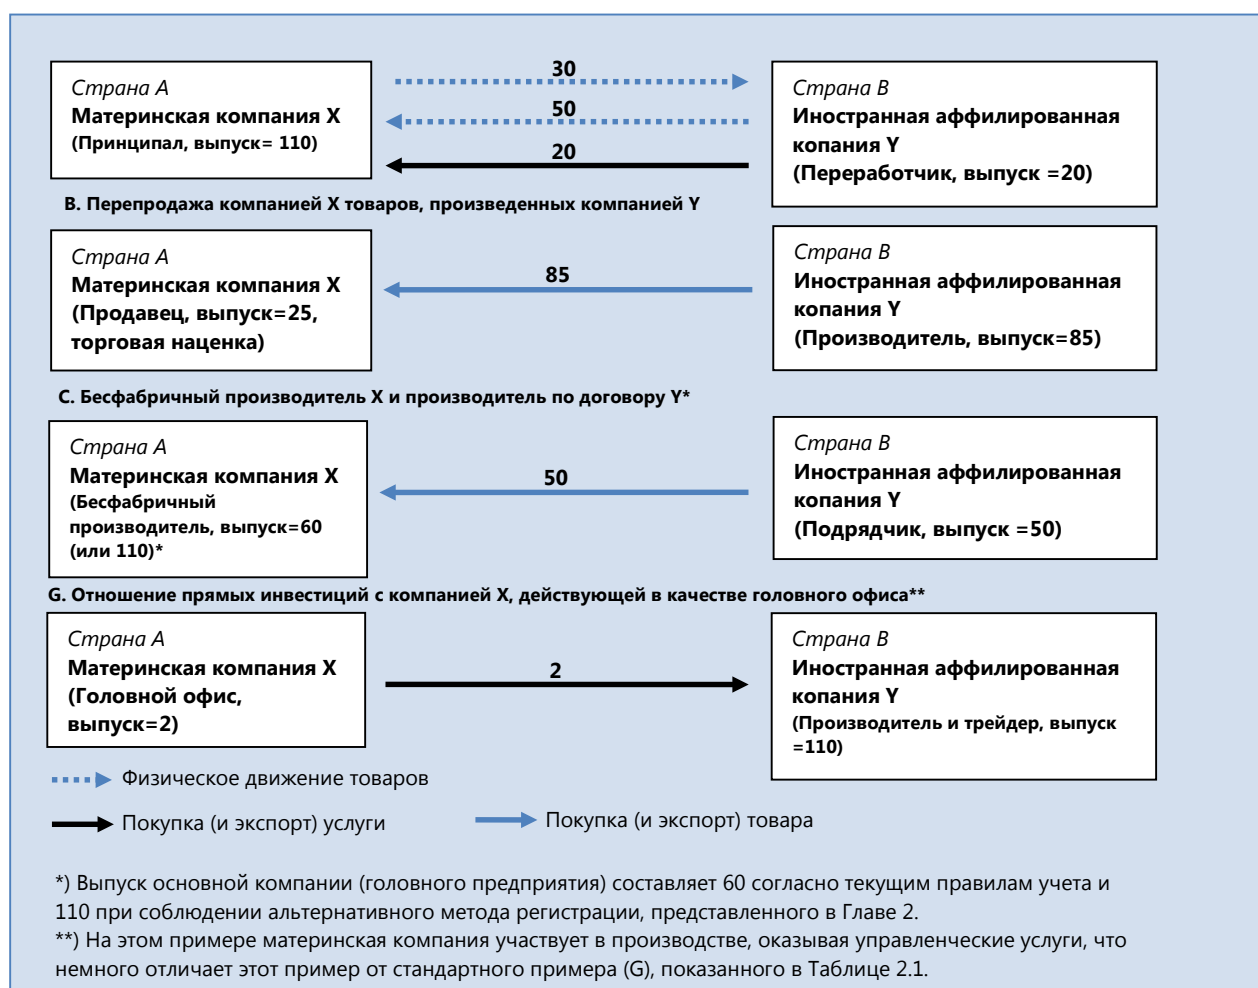 30
Страна А
Материнская компания X
(Принципал, выпуск= 110)
50
20
Страна В
Иностранная аффилированная
копания Y
(Переработчик, выпуск =20)
В. Перепродажа компанией X товаров, произведенных компанией Y
Страна А
Материнская компания X
(Продавец, выпуск=25,
торговая наценка)
85
Страна В
Иностранная аффилированная
копания Y
(Производитель, выпуск=85)
С. Бесфабричный производитель X и производитель по договору Y*
Страна А
Материнская компания X
(Бесфабричный
производитель, выпуск=60
(или 110)*
50
Страна В
Иностранная аффилированная
копания Y
(Подрядчик, выпуск =50)
G. Отношение прямых инвестиций с компанией X, действующей в качестве головного офиса**
Страна А
Материнская компания X
(Головной офис,
выпуск=2)
2
Страна В
Иностранная аффилированная
копания Y
(Производитель и трейдер, выпуск
=110)
Физическое движение товаров
Покупка (и экспорт) услуги
Покупка (и экспорт) товара
*) Выпуск основной компании (головного предприятия) составляет 60 согласно текущим правилам учета и
110 при соблюдении альтернативного метода регистрации, представленного в Главе 2.
**) На этом примере материнская компания участвует в производстве, оказывая управленческие услуги, что
немного отличает этот пример от стандартного примера (G), показанного в Таблице 2.1.